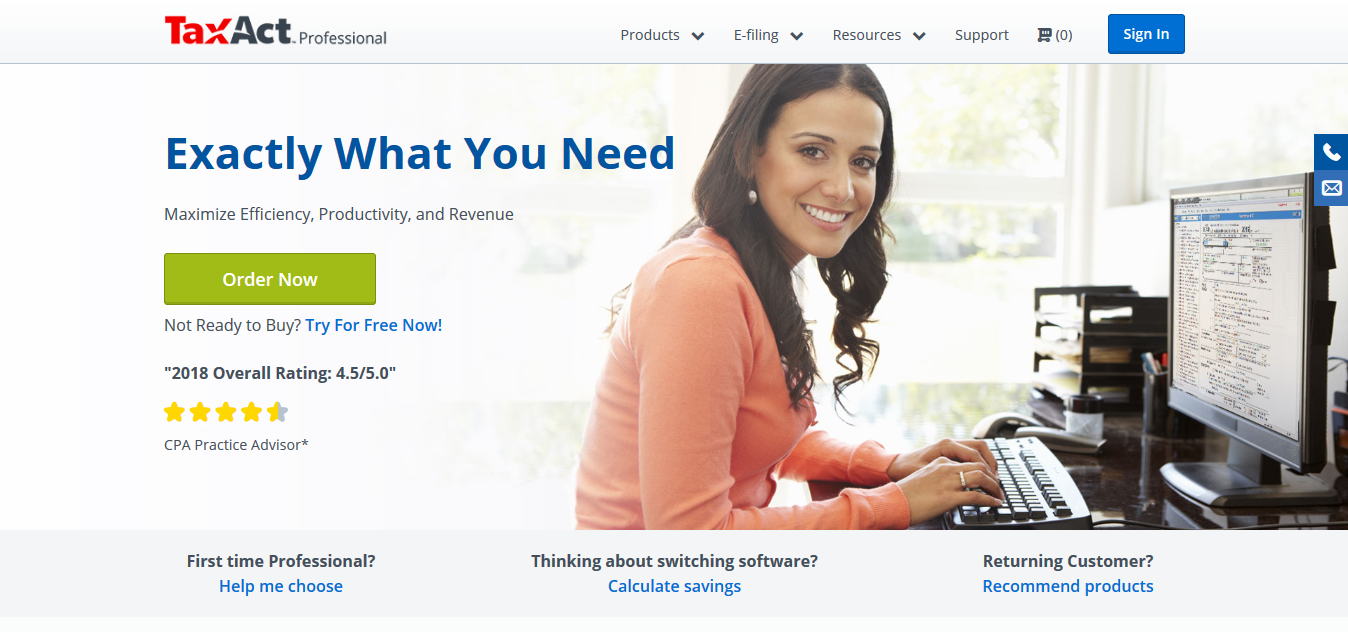 TaxAct Professional
Products
E-filing
Resources
Support
(0)
Sign In
Exactly What You Need
Maximize Efficiency, Productivity, and Revenue
Order Now
Not Ready to Buy? Try For Free Now!
"2018 Overall Rating: 4.5/5.0"
CPA Practice Advisor*
First time Professional?
Help me choose
Thinking about switching software?
Calculate savings
Returning Customer?
Recommend products